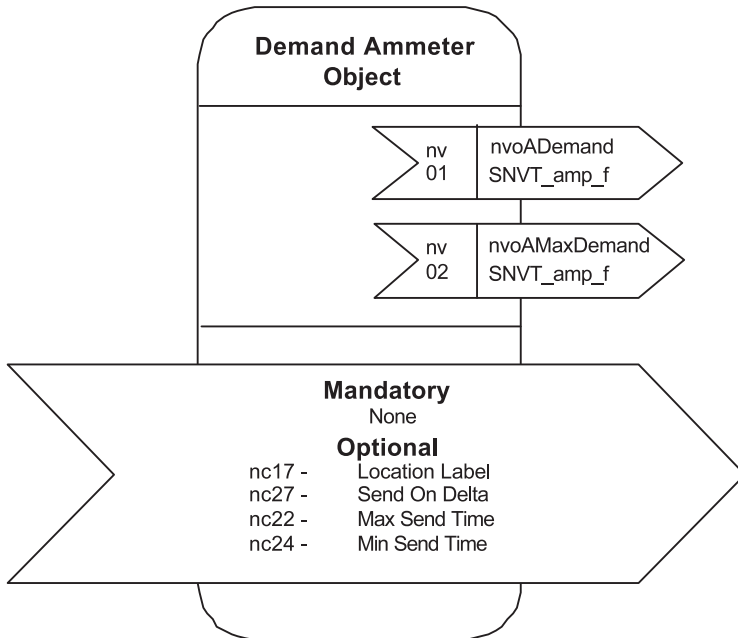 Demand Ammeter
Object
nv
01
nvoADemand
SNVT_amp_f
nv
02
nvoAMaxDemand
SNVT_amp_f
Mandatory
None
Optional
nc17 - Location Label
nc27 - Send On Delta
nc22 - Max Send Time
nc24 - Min Send Time